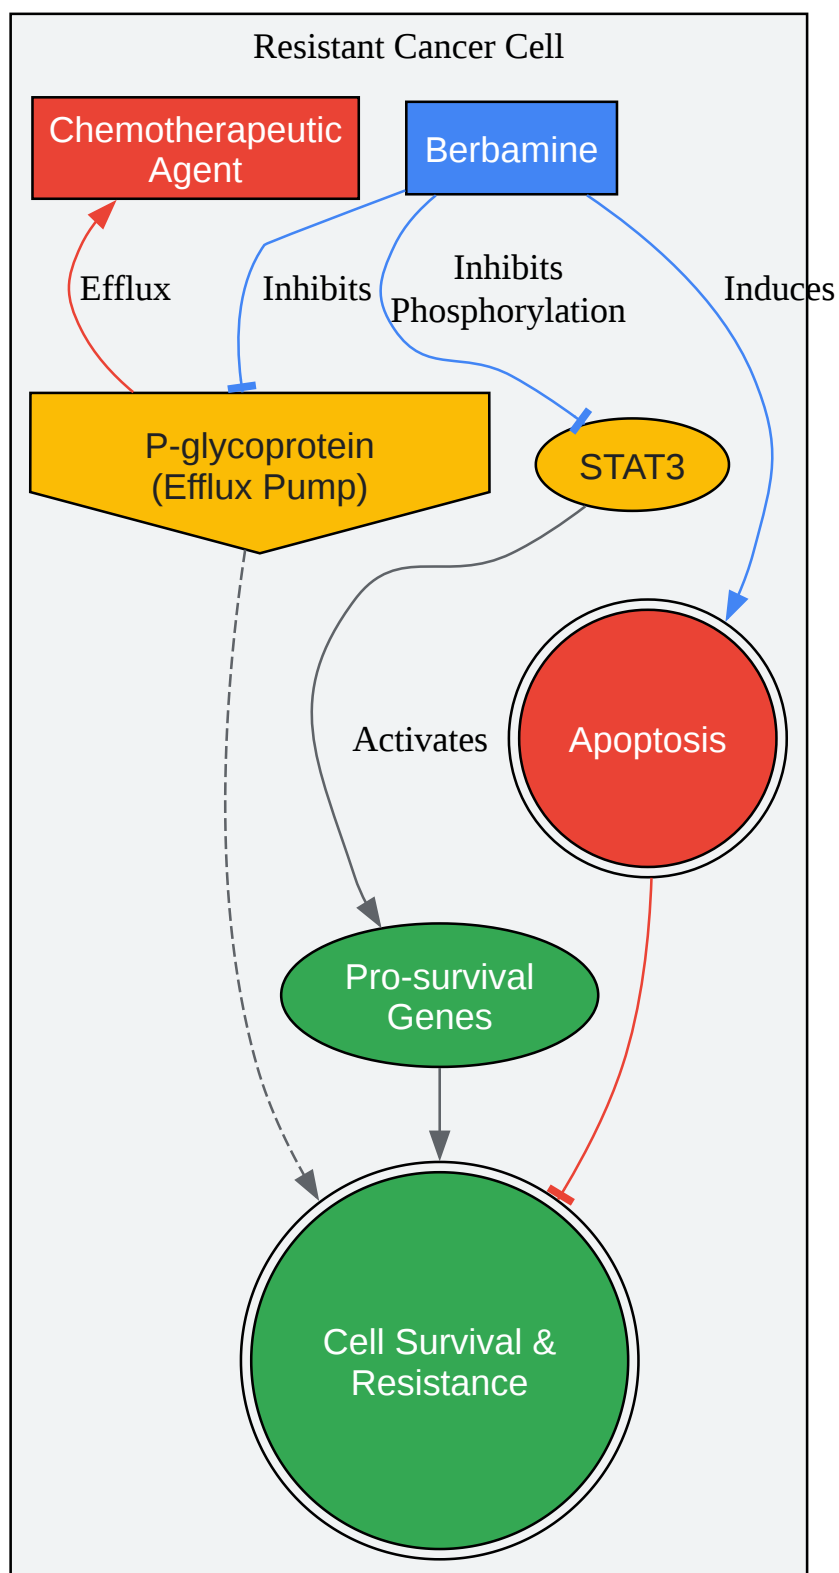 Resistant Cancer Cell
Chemotherapeutic
Agent
Berbamine
Efflux
Inhibits
Inhibits
Phosphorylation
Induces
P-glycoprotein
(Efflux Pump)
STAT3
Activates
Apoptosis
Pro-survival
Genes
Cell Survival &
Resistance